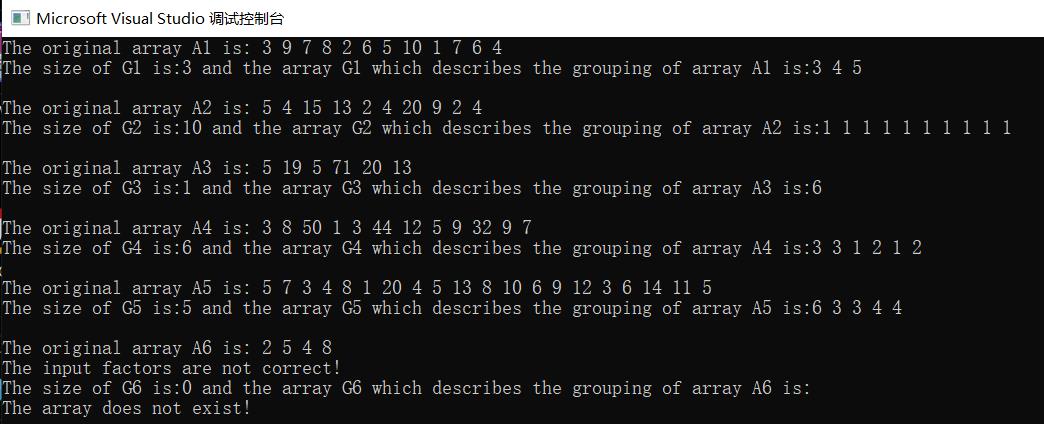 Microsoft Visual Studio 调试控制台
The original array A1 is: 3 9 7 8 2 6 5 10 1 7 6 4
The size of G1 is:3 and the array G1 which describes the grouping of array A1 is:3 4 5
The original array A2 is: 5 4 15 13 2 4 20 9 2 4
The size of G2 is:10 and the array G2 which describes the grouping of array A2 is:1 1 1 1 1 1 1 1 1 1
The original array A3 is: 5 19 5 71 20 13
The size of G3 is:1 and the array G3 which describes the grouping of array A3 is:6
The original array A4 is: 3 8 50 1 3 44 12 5 9 32 9 7
The size of G4 is:6 and the array G4 which describes the grouping of array A4 is:3 3 1 2 1 2
The original array A5 is: 5 7 3 4 8 1 20 4 5 13 8 10 6 9 12 3 6 14 11 5
The size of G5 is:5 and the array G5 which describes the grouping of array A5 is:6 3 3 4 4
The original array A6 is: 2 5 4 8
The input factors are not correct!
The size of G6 is:0 and the array G6 which describes the grouping of array A6 is:
The array does not exist!